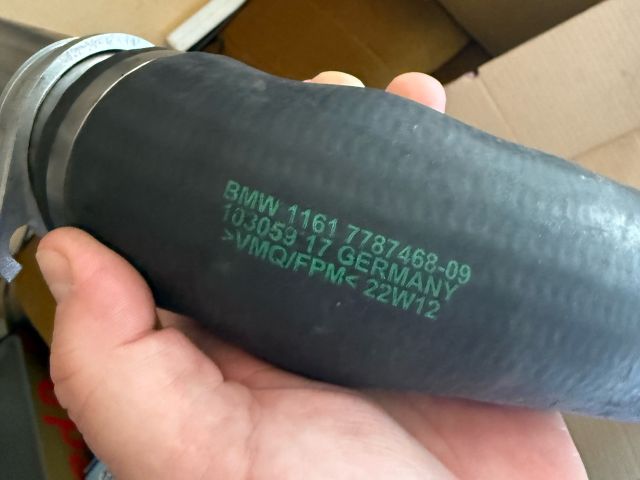 BMW 1161 7787468-09
103059 17 GERMANY
>VMQ/FPM< 22W12